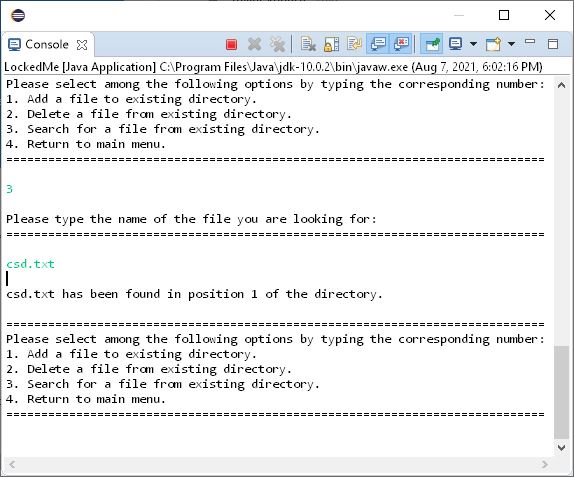 Console
LockedMe [Java Application] C:\Program Files\Java\jdk-10.0.2\bin\javaw.exe (Aug 7, 2021, 6:02:16 PM)
Please select among the following options by typing the corresponding number:
1. Add a file to existing directory.
2. Delete a file from existing directory.
3. Search for a file from existing directory.
4. Return to main menu.
=============================================================================
3
Please type the name of the file you are looking for:
=============================================================================
csd.txt
csd.txt has been found in position 1 of the directory.
=============================================================================
Please select among the following options by typing the corresponding number:
1. Add a file to existing directory.
2. Delete a file from existing directory.
3. Search for a file from existing directory.
4. Return to main menu.
=============================================================================